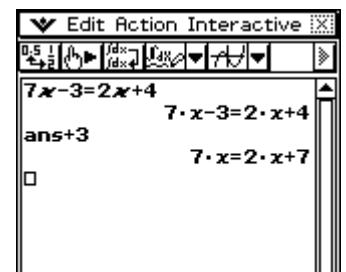 Edit Action Interactive
7x-3=2x+4
7·x-3=2·x+4
ans+3
7·x=2·x+7